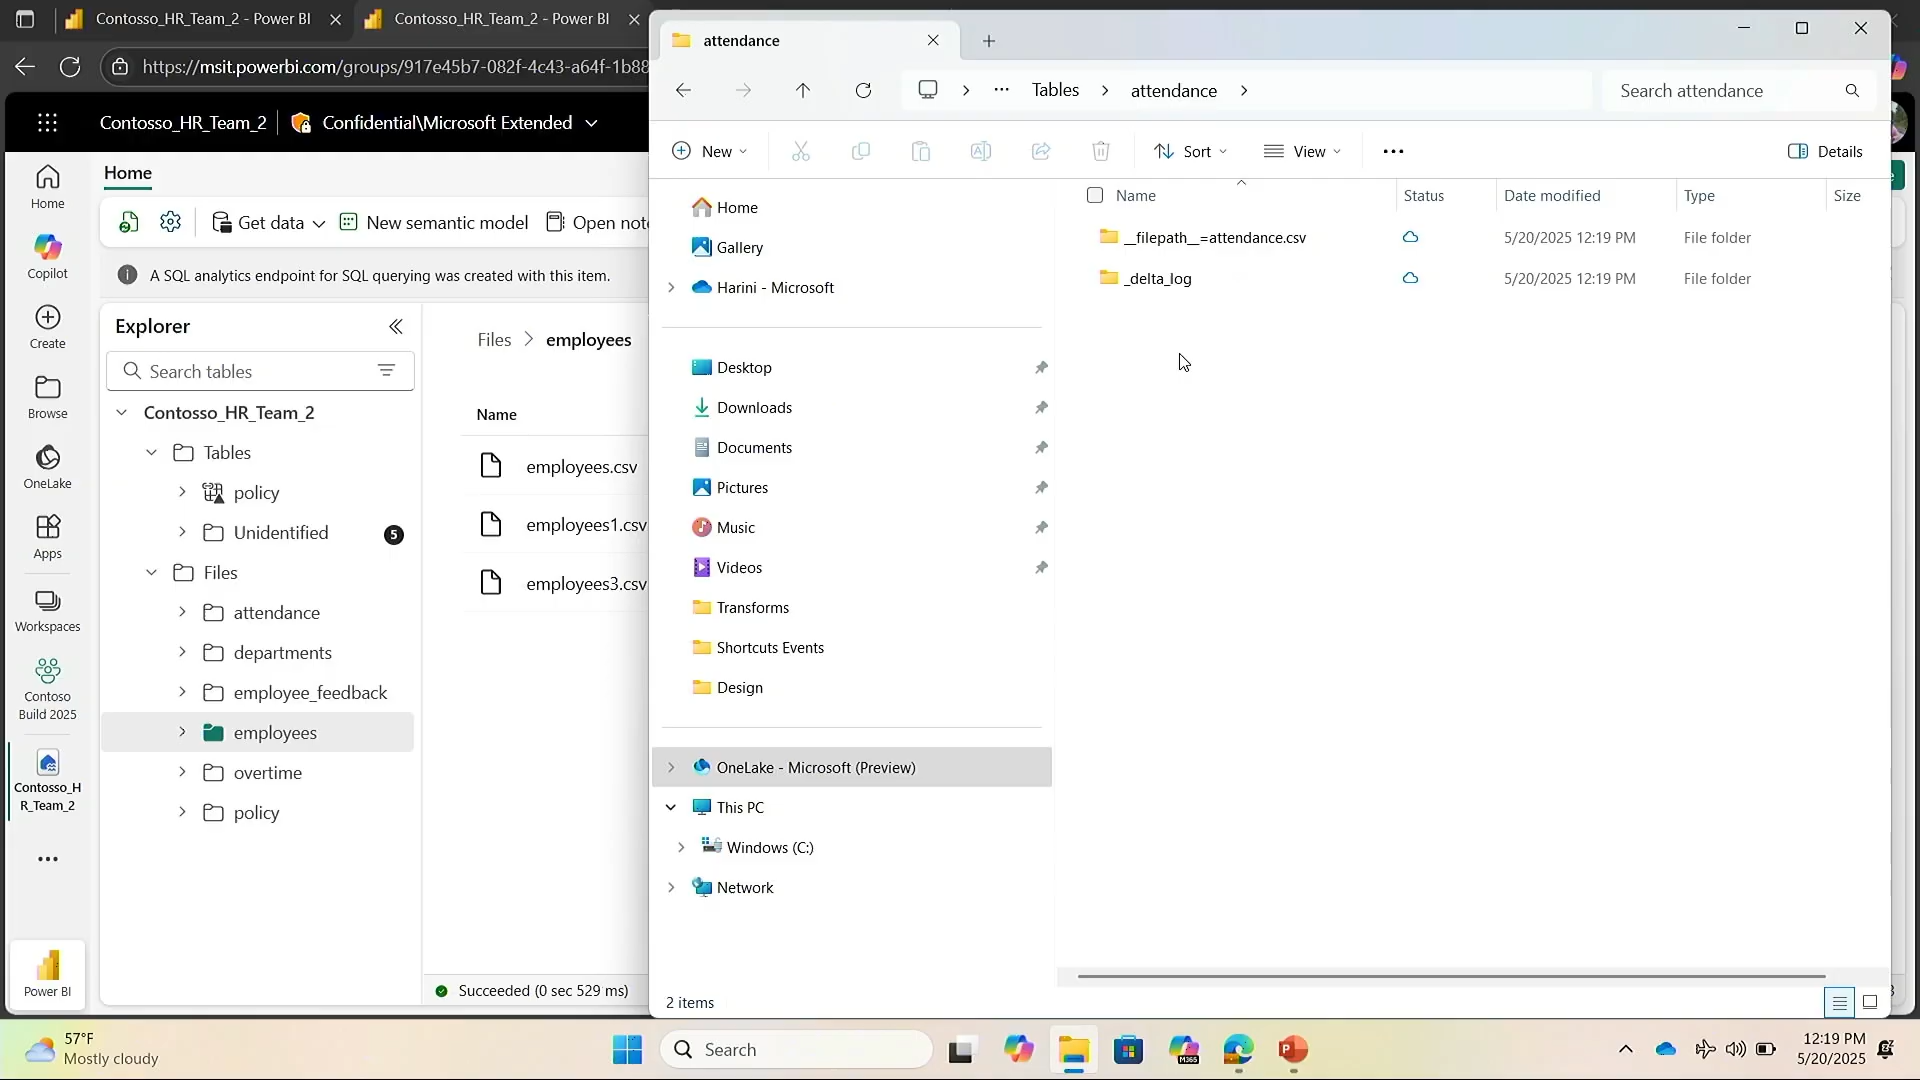 Contosso_HR_Team_2 - Power BI
Contosso_HR_Team_2 - Power BI
https://msit.powerbi.com/groups/917e45b7-082f-4c43-a64f-1b88
Contosso_HR_Team_2
Confidential\Microsoft Extended
Home
Copilot
Create
Browse
OneLake
Apps
Workspaces
Contoso
Build 2025
Contosso_H
R_Team_2
Power BI
Home
Get data
New semantic model
Open note
A SQL analytics endpoint for SQL querying was created with this item.
Explorer
Search tables
Contosso_HR_Team_2
Tables
policy
Unidentified
5
Files
attendance
departments
employee_feedback
employees
overtime
policy
Files
employees
Name
employees.csv
employees1.csv
employees3.csv
Succeeded (0 sec 529 ms)
attendance
Tables
attendance
Search attendance
New
Sort
View
Details
Home
Gallery
Harini - Microsoft
Desktop
Downloads
Documents
Pictures
Music
Videos
Transforms
Shortcuts Events
Design
OneLake - Microsoft (Preview)
This PC
Windows (C:)
Network
Name
Status
Date modified
Type
Size
__filepath__=attendance.csv
5/20/2025 12:19 PM
File folder
_delta_log
5/20/2025 12:19 PM
File folder
2 items
57°F
Mostly cloudy
Search
M365
12:19 PM
5/20/2025